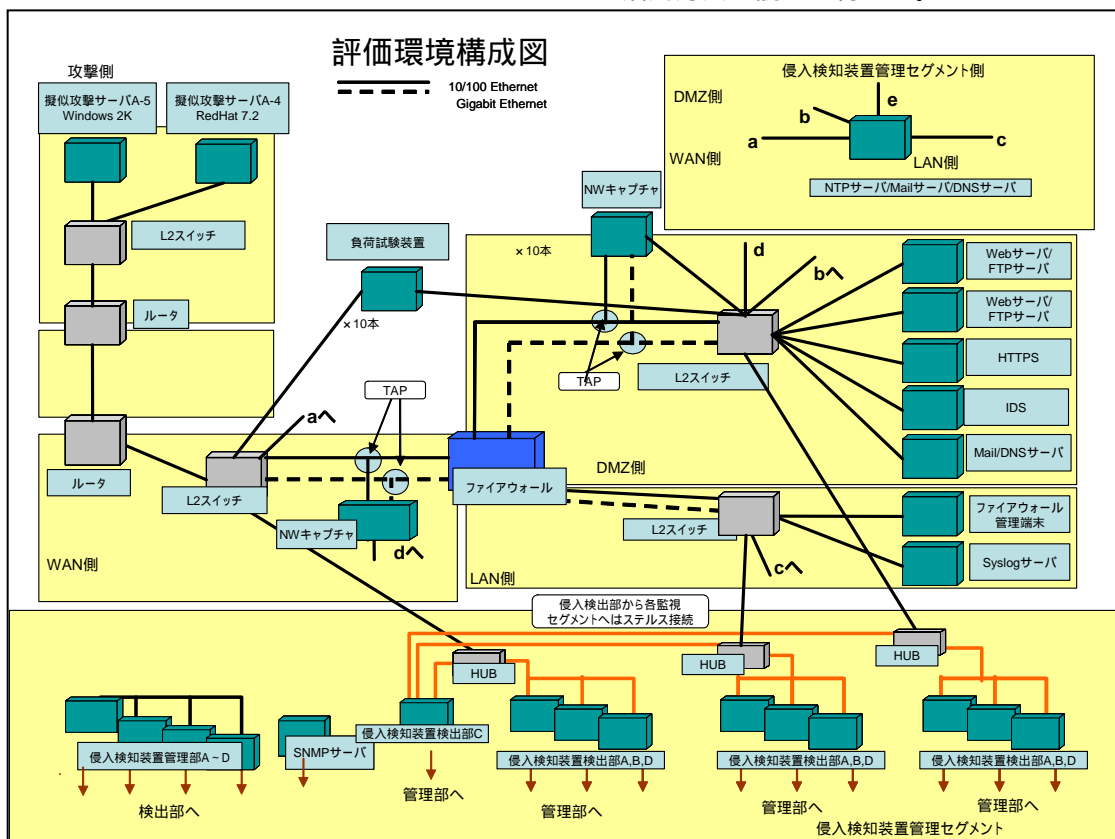 評価環境構成図
10/100 Ethernet
Gigabit Ethernet
攻撃側
擬似攻撃サーバA-5
Windows 2K
擬似攻撃サーバA-4
RedHat 7.2
L2スイッチ
ルータ
ルータ
負荷試験装置
×10本
侵入検知装置管理セグメント側
DMZ側
e
b
a
c
WAN側
LAN側
NTPサーバ/Mailサーバ/DNSサーバ
NWキャプチャ
×10本
d
bへ
TAP
L2スイッチ
Webサーバ/
FTPサーバ
Webサーバ/
FTPサーバ
HTTPS
IDS
Mail/DNSサーバ
DMZ側
TAP
aへ
L2スイッチ
NWキャプチャ
dへ
WAN側
ファイアウォール
L2スイッチ
cへ
LAN側
ファイアウォール
管理端末
Syslogサーバ
侵入検出部から各監視
セグメントへはステルス接続
HUB
HUB
HUB
侵入検知装置管理部A～D
SNMPサーバ
侵入検知装置検出部C
侵入検知装置検出部A,B,D
侵入検知装置検出部A,B,D
侵入検知装置検出部A,B,D
検出部へ
管理部へ
管理部へ
管理部へ
管理部へ
侵入検知装置管理セグメント